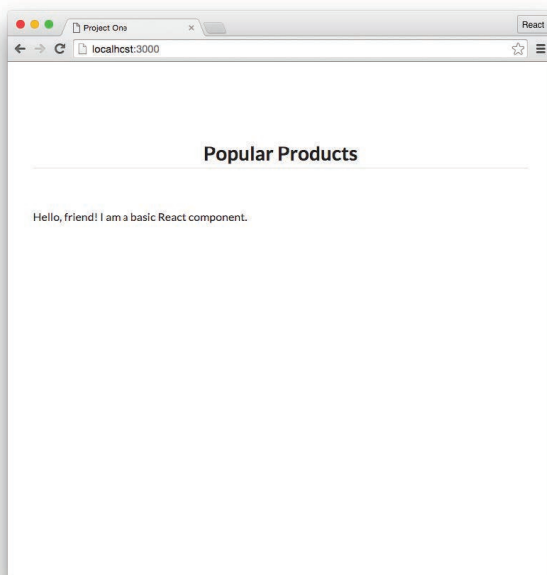 Project One
React
localhost:3000
Popular Products
Hello, friend! I am a basic React component.